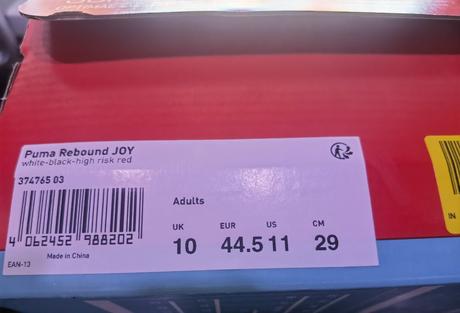 Puma Rebound JOY
white-black-high risk red
374765 03
Adults
UK EUR US CM
10 44.5 11 29
4 062452 988202
Made in China
EAN-13
IN